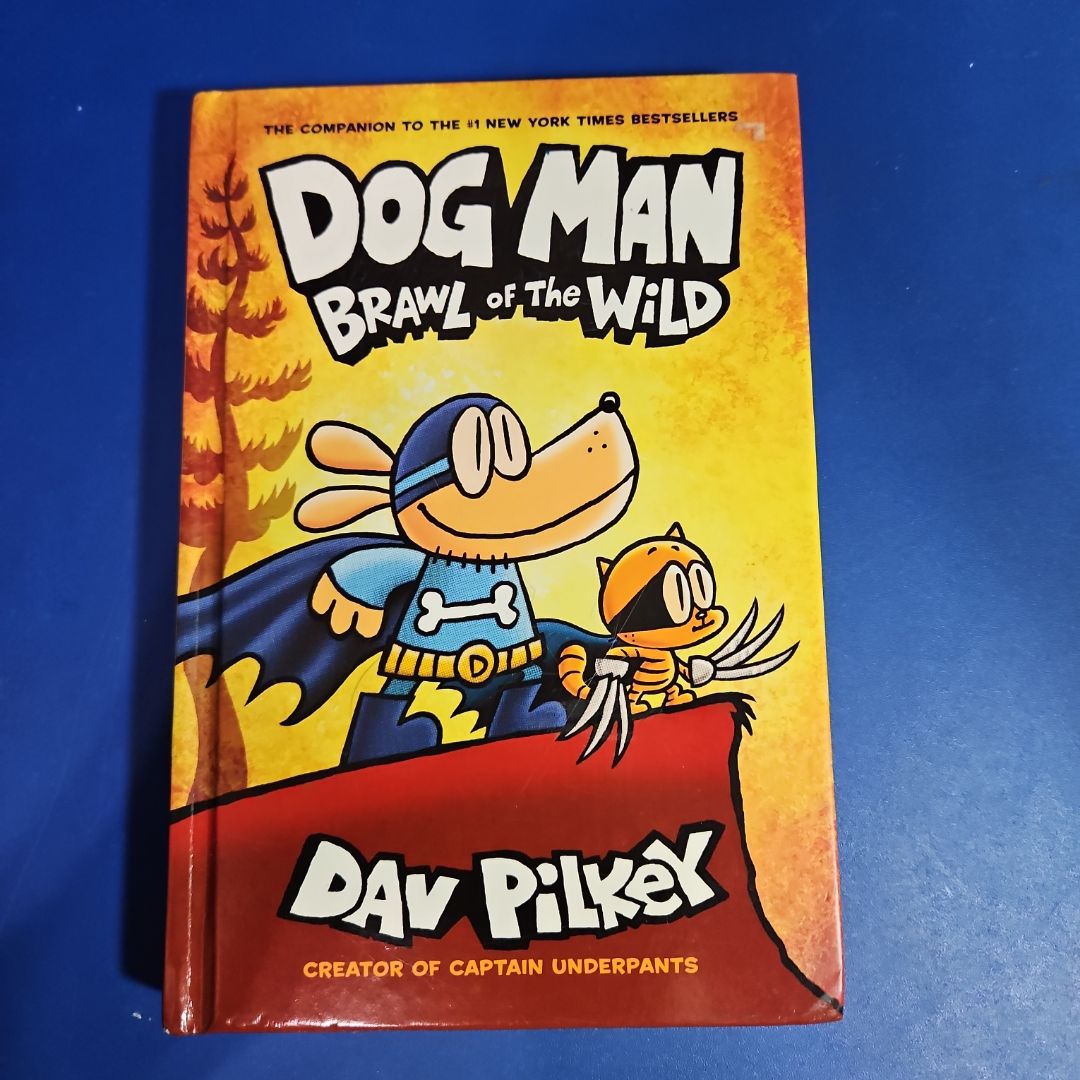 THE COMPANION TO THE #1 NEW YORK TIMES BESTSELLERS
DOG MAN
BRAWL OF THE WILD
D
DAV PILKEY
CREATOR OF CAPTAIN UNDERPANTS